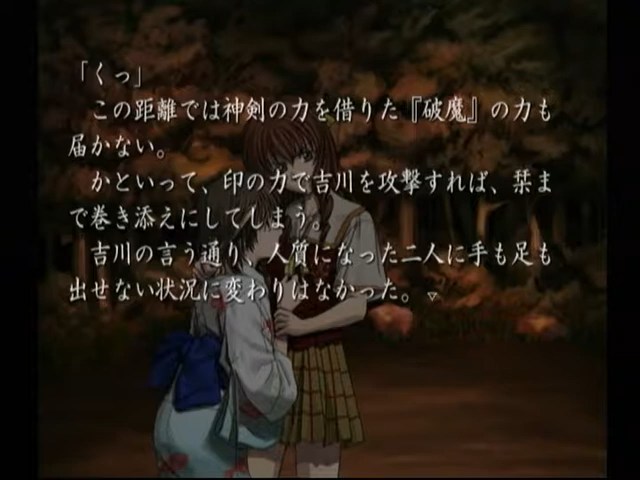 「くっ」
　この距離では神剣の力を借りた『破魔』の力も
届かない。
　かといって、印の力で吉川を攻撃すれば、栞ま
で巻き添えにしてしまう。
　吉川の言う通り、人質になった二人に手も足も
出せない状況に変わりはなかった。▽